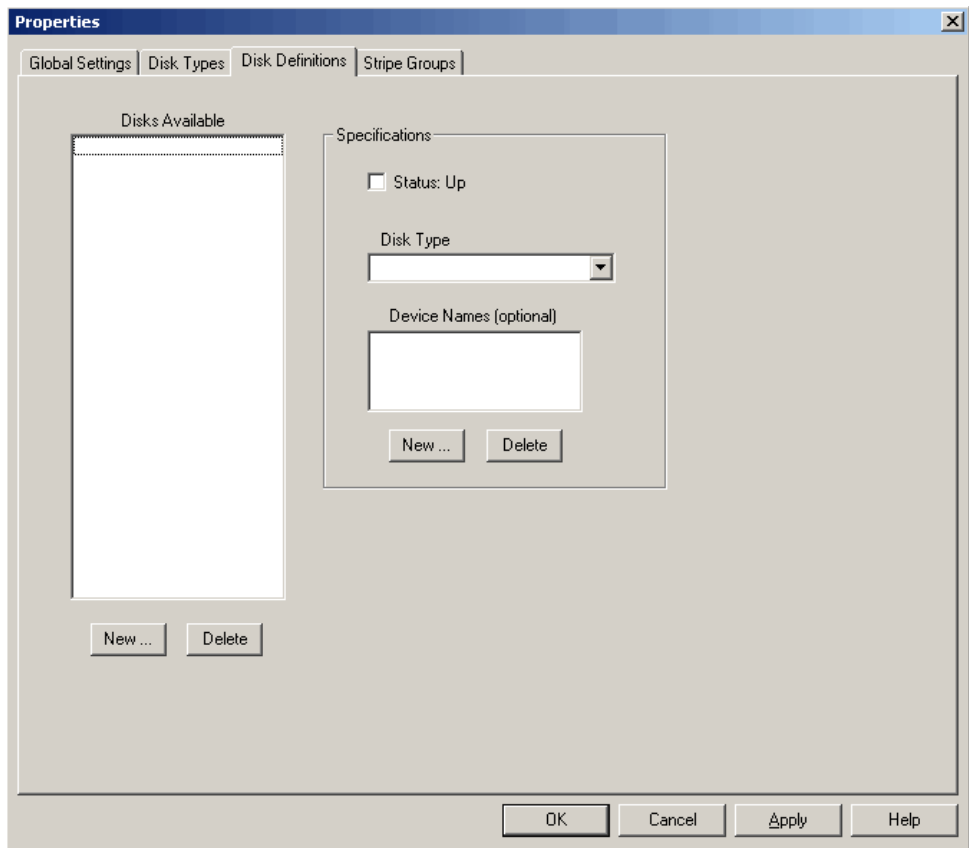 Properties
Global Settings Disk Types Disk Definitions Stripe Groups
Disks Available
Specifications
Status: Up
Disk Type
Device Names (optional)
New ... Delete
New ... Delete
OK Cancel Apply Help